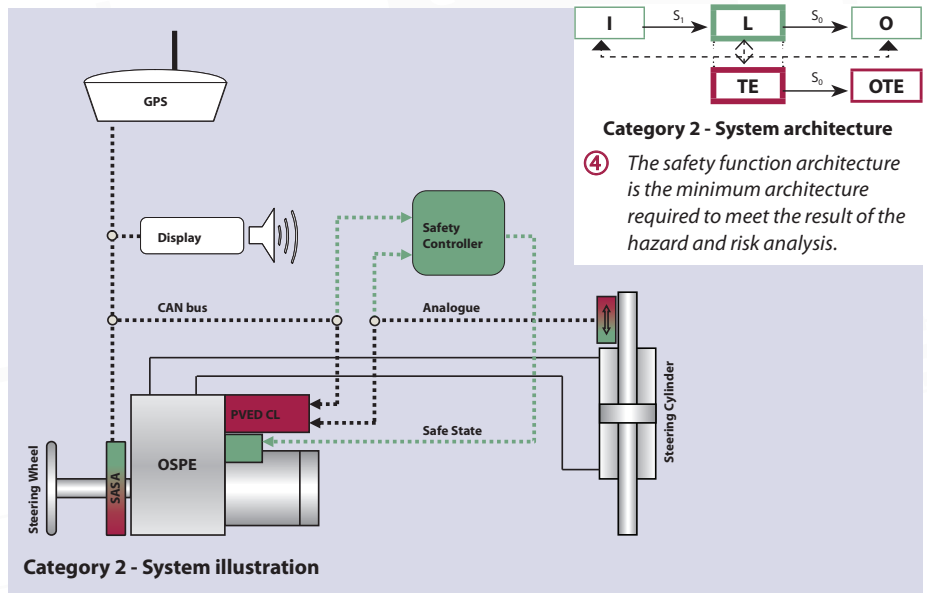 I
S₁
L
S₀
O
TE
S₀
OTE
Category 2 - System architecture
④ The safety function architecture
is the minimum architecture
required to meet the result of the
hazard and risk analysis.
GPS
Display
Safety
Controller
CAN bus
Analogue
PVED CL
Safe State
OSPE
SASA
Steering Wheel
Steering Cylinder
Category 2 - System illustration